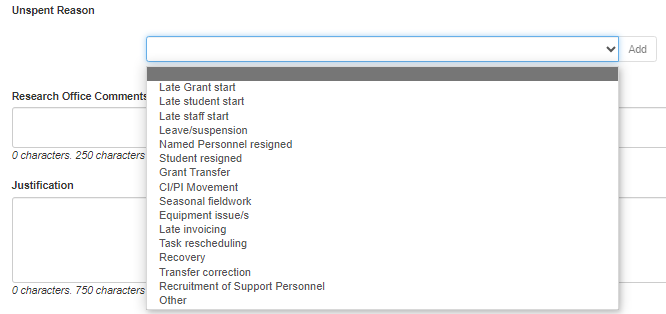 Unspent Reason
Add
Late Grant start
Late student start
Late staff start
Leave/suspension
Named Personnel resigned
Student resigned
Grant Transfer
CI/PI Movement
Seasonal fieldwork
Equipment issue/s
Late invoicing
Task rescheduling
Recovery
Transfer correction
Recruitment of Support Personnel
Other
Research Office Comments
0 characters. 250 characters
Justification
0 characters. 750 characters